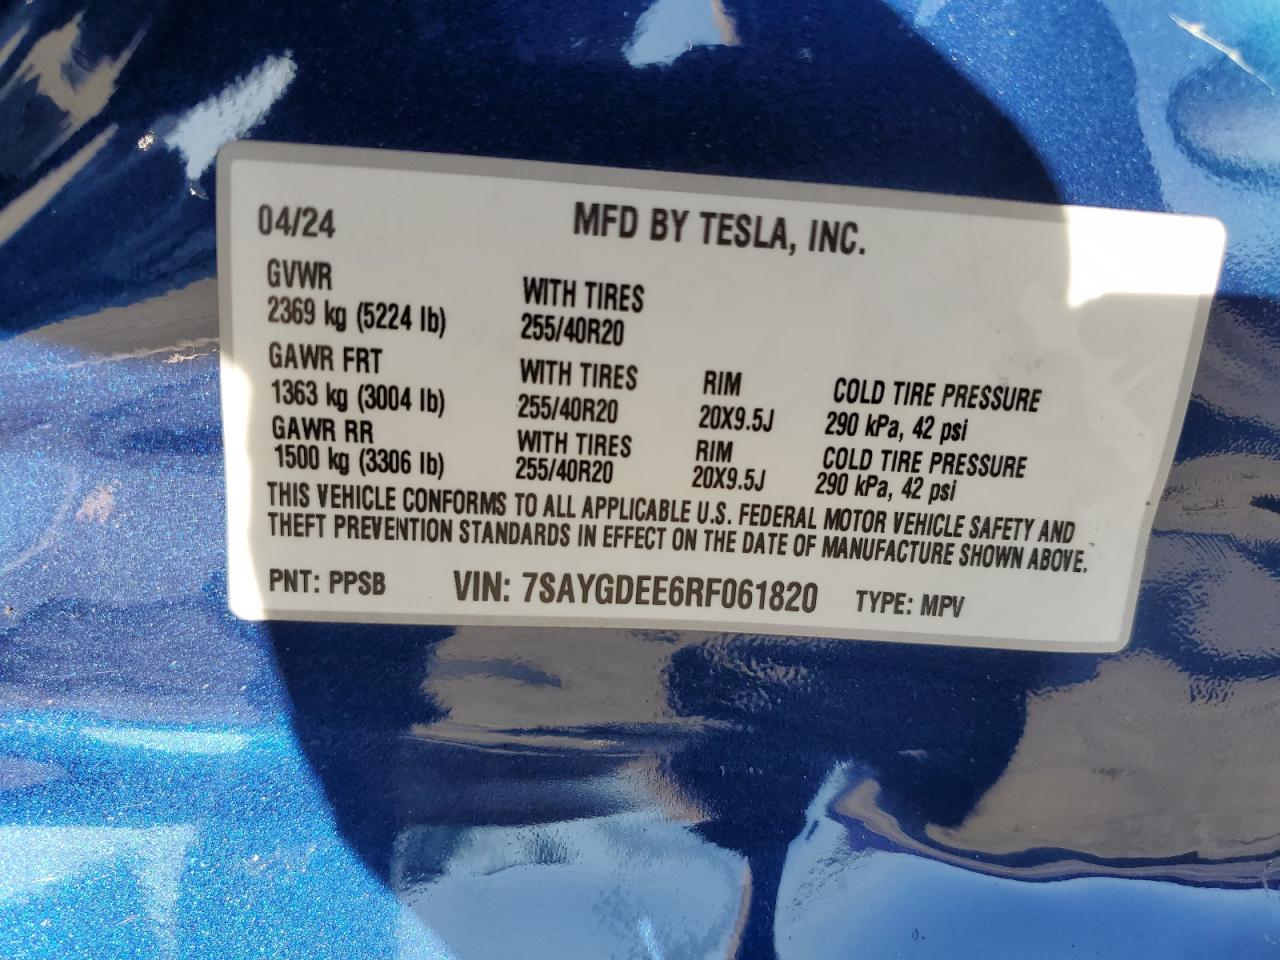 04/24 MFD BY TESLA, INC.
GVWR WITH TIRES
2369 kg (5224 lb) 255/40R20
GAWR FRT WITH TIRES RIM COLD TIRE PRESSURE
1363 kg (3004 lb) 255/40R20 20X9.5J 290 kPa, 42 psi
GAWR RR WITH TIRES RIM COLD TIRE PRESSURE
1500 kg (3306 lb) 255/40R20 20X9.5J 290 kPa, 42 psi
THIS VEHICLE CONFORMS TO ALL APPLICABLE U.S. FEDERAL MOTOR VEHICLE SAFETY AND
THEFT PREVENTION STANDARDS IN EFFECT ON THE DATE OF MANUFACTURE SHOWN ABOVE.
PNT: PPSB VIN: 7SAYGDEE6RF061820 TYPE: MPV